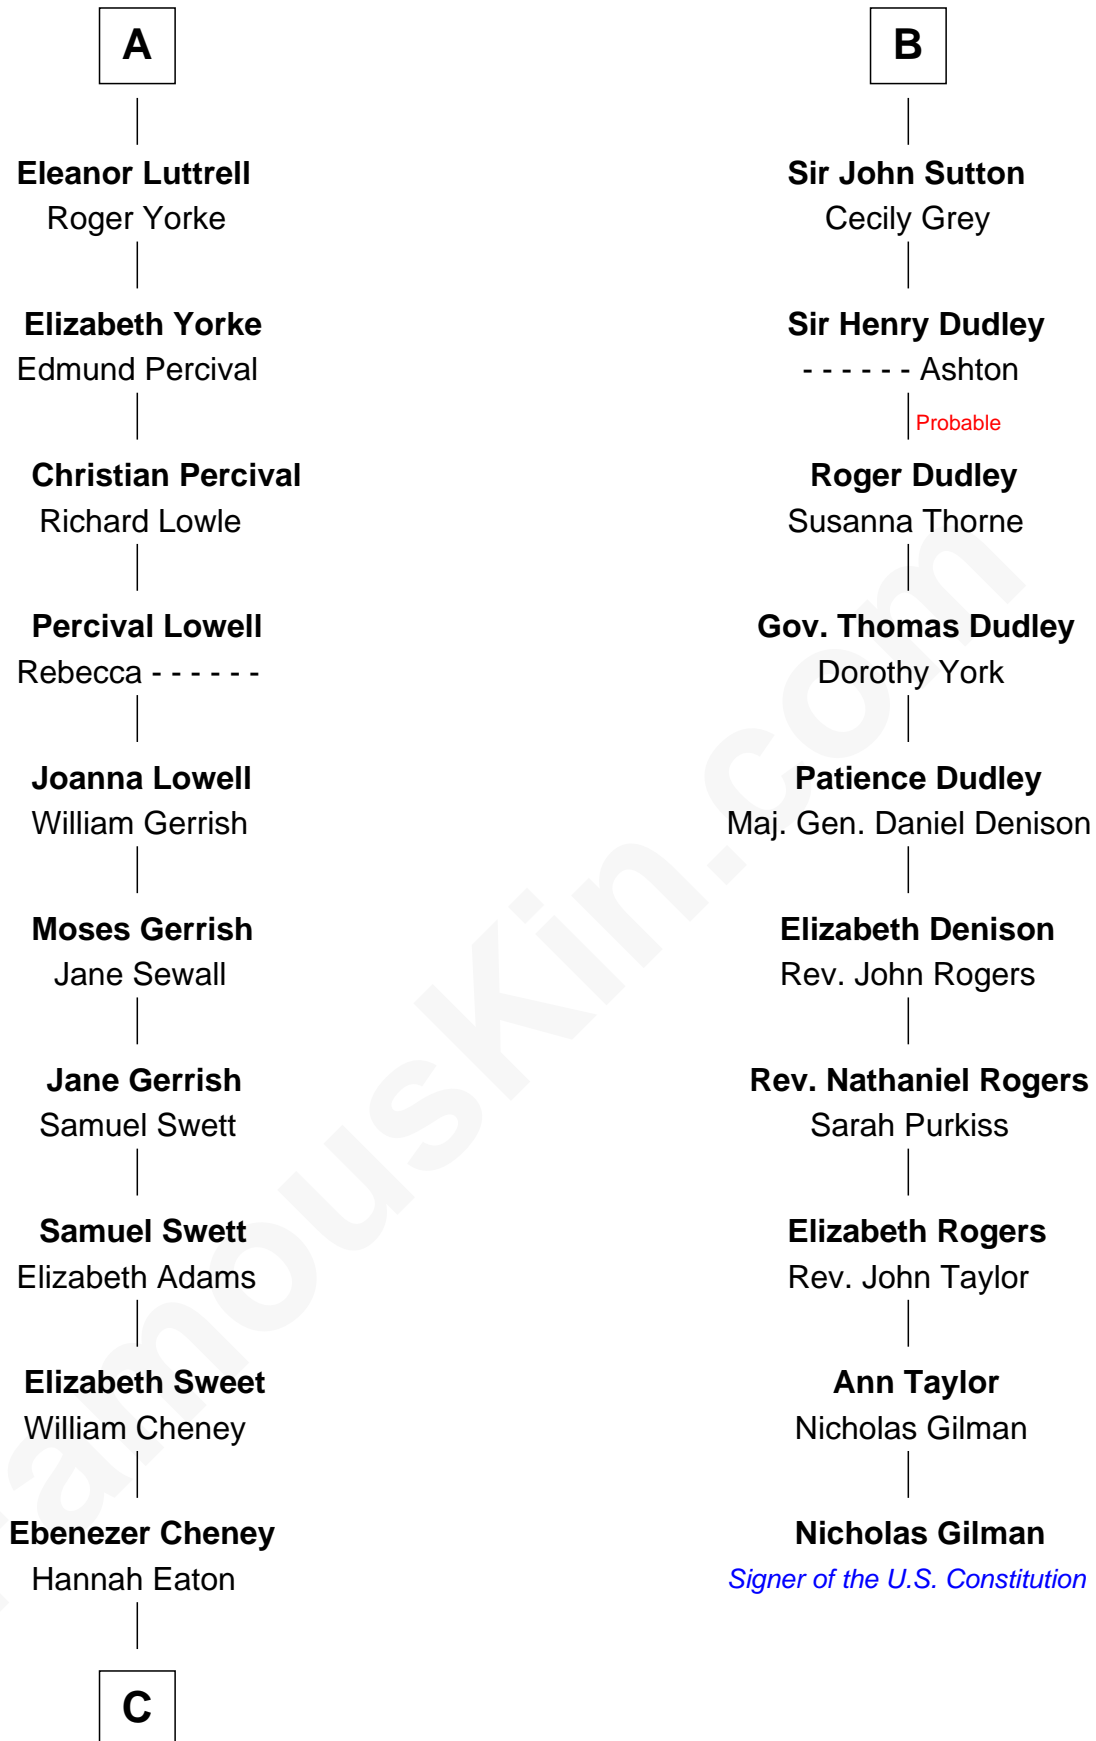 A
Eleanor Luttrell
Roger Yorke
Elizabeth Yorke
Edmund Percival
Christian Percival
Richard Lowle
Percival Lowell
Rebecca - - - - - -
Joanna Lowell
William Gerrish
Moses Gerrish
Jane Sewall
Jane Gerrish
Samuel Swett
Samuel Swett
Elizabeth Adams
Elizabeth Sweet
William Cheney
Ebenezer Cheney
Hannah Eaton
C
B
Sir John Sutton
Cecily Grey
Sir Henry Dudley
- - - - - - Ashton
Probable
Roger Dudley
Susanna Thorne
Gov. Thomas Dudley
Dorothy York
Patience Dudley
Maj. Gen. Daniel Denison
Elizabeth Denison
Rev. John Rogers
Rev. Nathaniel Rogers
Sarah Purkiss
Elizabeth Rogers
Rev. John Taylor
Ann Taylor
Nicholas Gilman
Nicholas Gilman
Signer of the U.S. Constitution
FamousKin.com